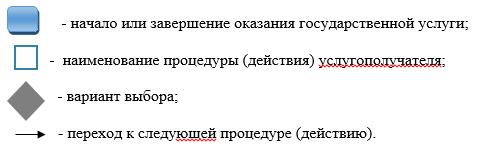 - начало или завершение оказания государственной услуги;
- наименование процедуры (действия) услугополучателя;
- вариант выбора;
- переход к следующей процедуре (действию).